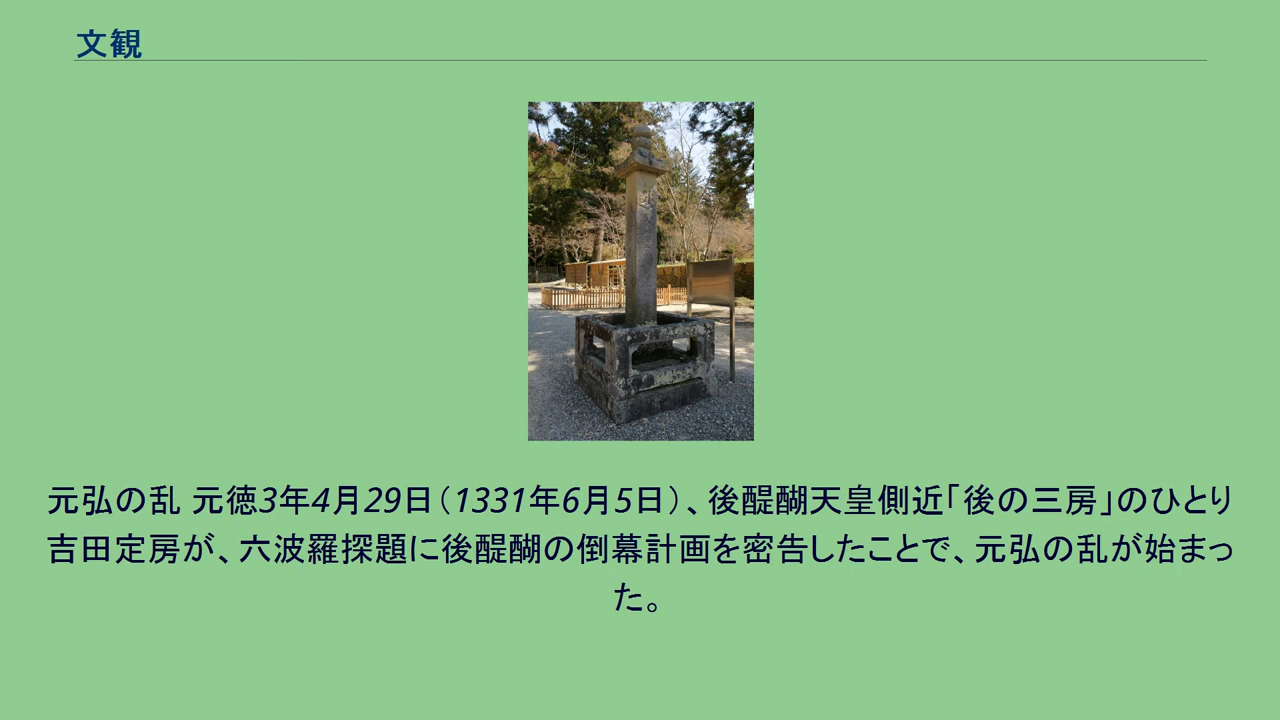 文観
元弘の乱 元徳3年4月29日（1331年6月5日）、後醍醐天皇側近「後の三房」のひとり
吉田定房が、六波羅探題に後醍醐の倒幕計画を密告したことで、元弘の乱が始まっ
た。